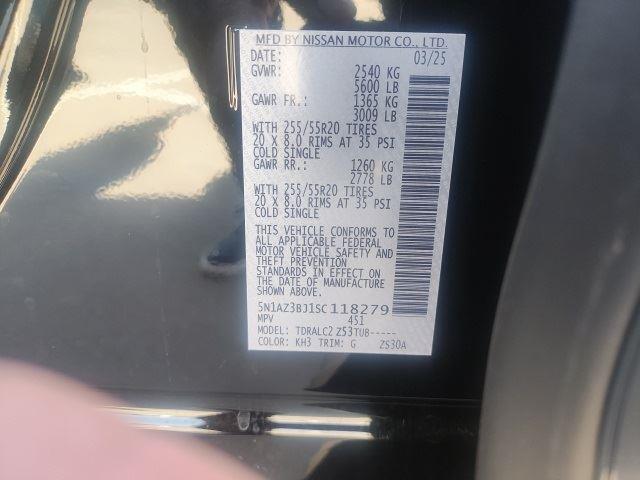 MFD BY NISSAN MOTOR CO., LTD.
DATE: 03/25
GVWR: 2540 KG
5600 LB
GAWR FR.: 1365 KG
3009 LB
WITH 255/55R20 TIRES
20 X 8.0 RIMS AT 35 PSI
COLD SINGLE
GAWR RR.: 1260 KG
2778 LB
WITH 255/55R20 TIRES
20 X 8.0 RIMS AT 35 PSI
COLD SINGLE
THIS VEHICLE CONFORMS TO
ALL APPLICABLE FEDERAL
MOTOR VEHICLE SAFETY AND
THEFT PREVENTION
STANDARDS IN EFFECT ON
THE DATE OF MANUFACTURE
SHOWN ABOVE.
5N1AZ3BJ1SC118279
MPV 451
MODEL: TDRALC2 ZS3TUB-----
COLOR: KH3 TRIM: G ZS30A